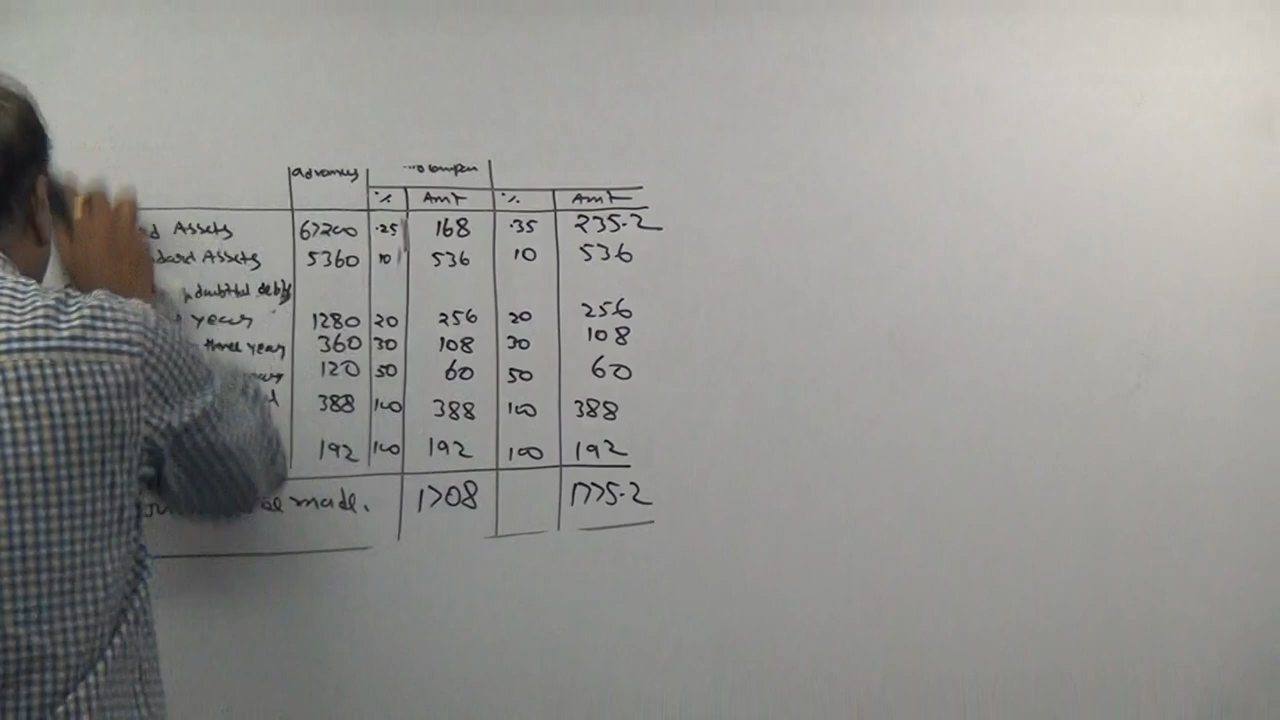 advances
% Amt % Amt
Assets 67200 .25 168 .35 235.2
dard Assets 5360 10 536 10 536
doubtful debts
years 1280 20 256 20 256
three years 360 30 108 30 108
120 50 60 50 60
388 100 388 100 388
192 100 192 100 192
made. 1708 1775.2